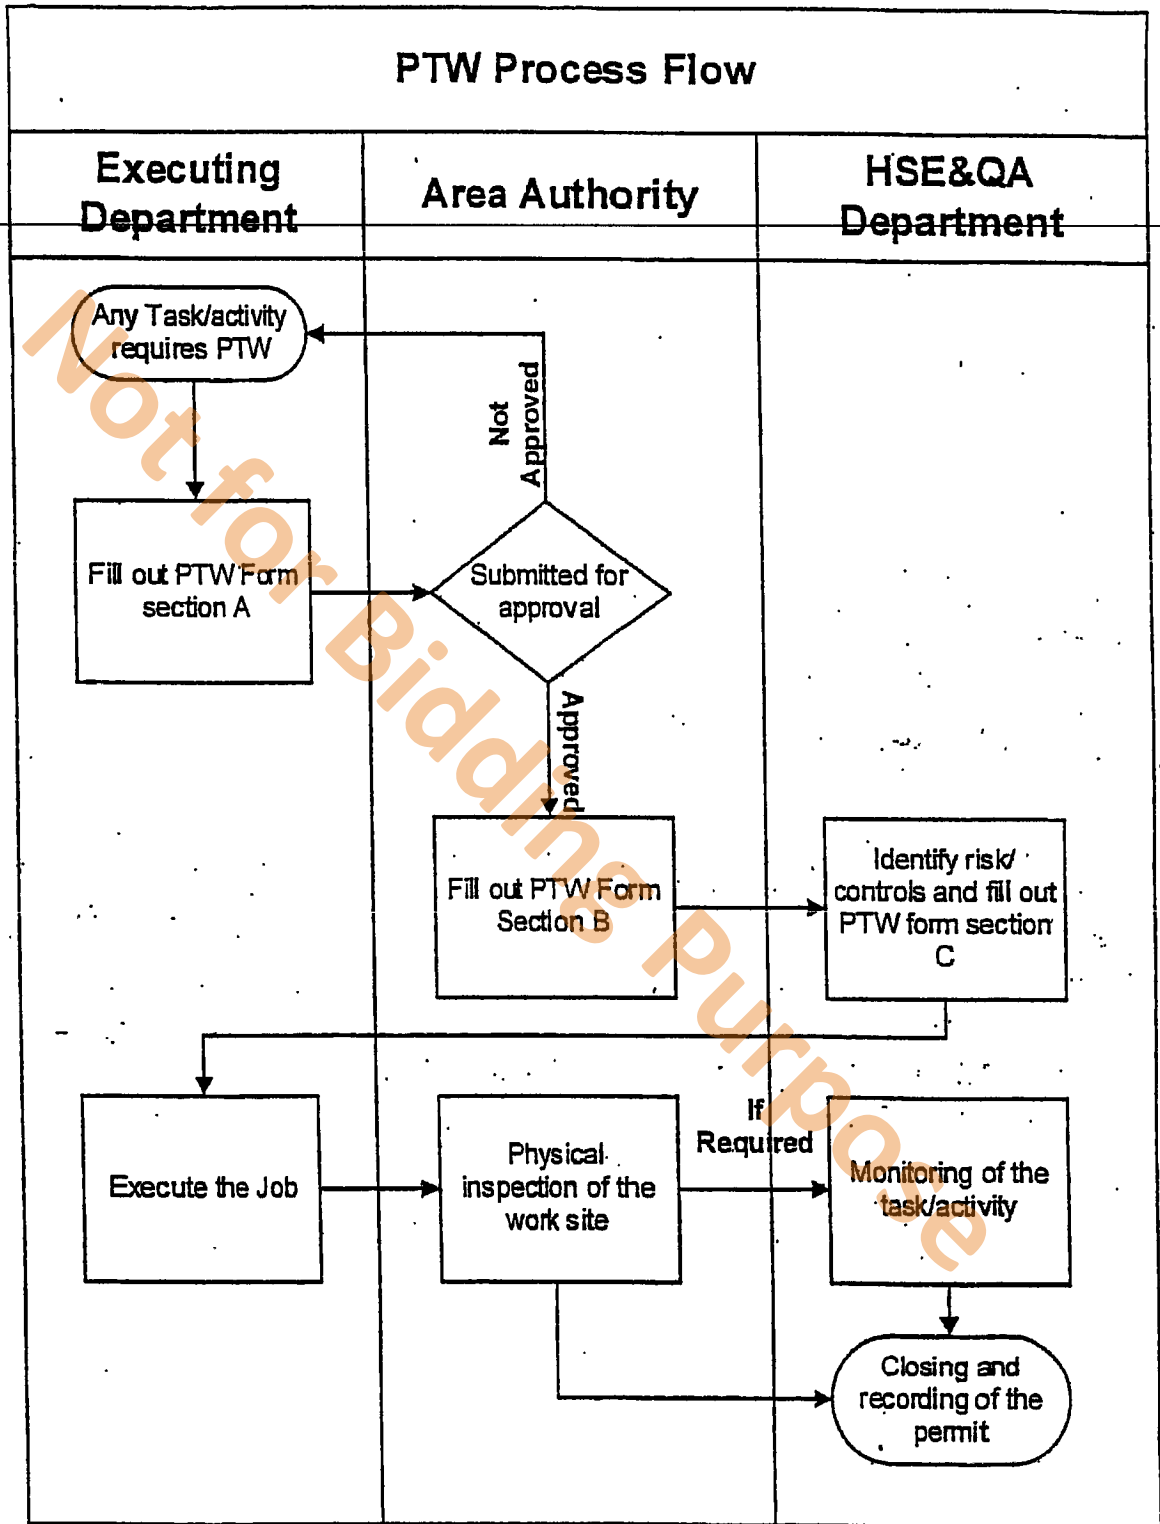 PTW Process Flow
Executing
Department
Area Authority
HSE&QA
Department
Any Task/activity
requires PTW
Not
Approved
Fill out PTW Form
section A
Submitted for
approval
Approved
Fill out PTW Form
Section B
Identify risk/
controls and fill out
PTW form section
C
Execute the Job
Physical
inspection of the
work site
If
Required
Monitoring of the
task/activity
Closing and
recording of the
permit
Not for Bidding Purpose